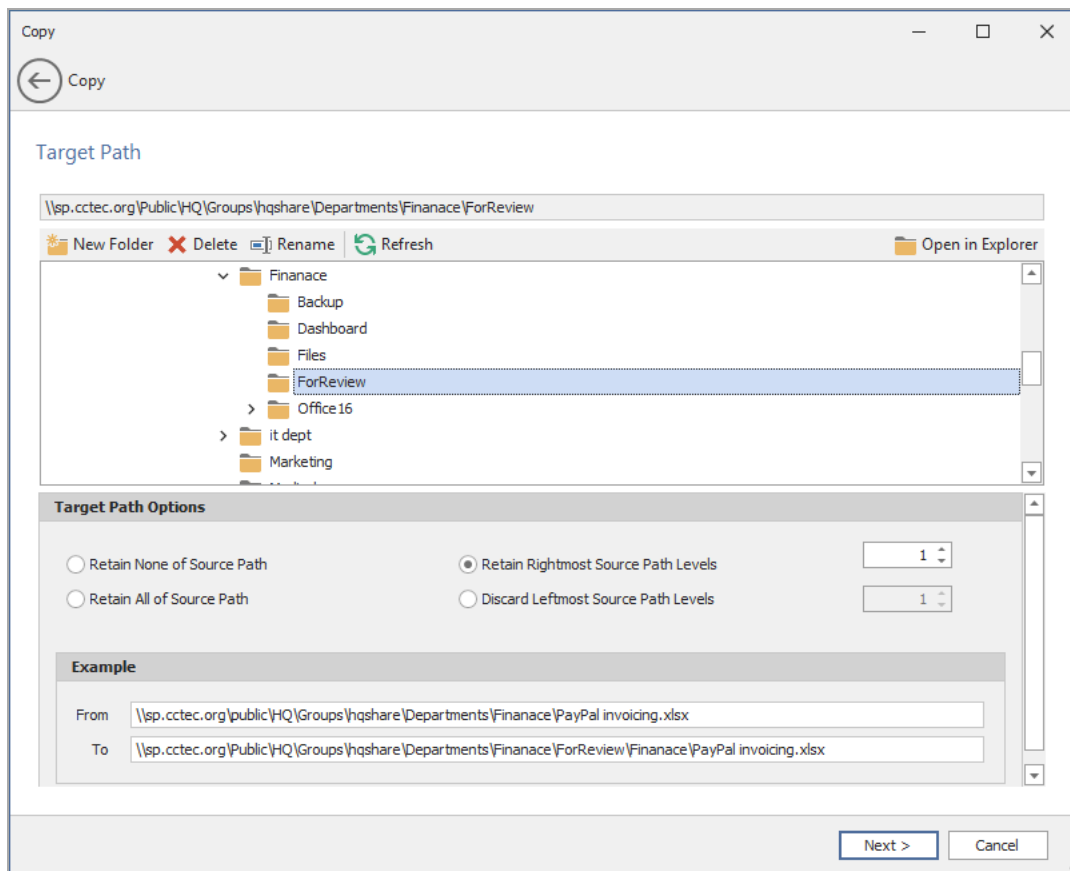 Copy
Copy
Target Path
\\sp.cctec.org\Public\HQ\Groups\hqshare\Departments\Finanace\ForReview
New Folder Delete Rename Refresh Open in Explorer
Finanace
Backup
Dashboard
Files
ForReview
Office16
it dept
Marketing
Target Path Options
Retain None of Source Path Retain Rightmost Source Path Levels 1
Retain All of Source Path Discard Leftmost Source Path Levels 1
Example
From \\sp.cctec.org\public\HQ\Groups\hqshare\Departments\Finanace\PayPal invoicing.xlsx
To \\sp.cctec.org\Public\HQ\Groups\hqshare\Departments\Finanace\ForReview\Finanace\PayPal invoicing.xlsx
Next > Cancel